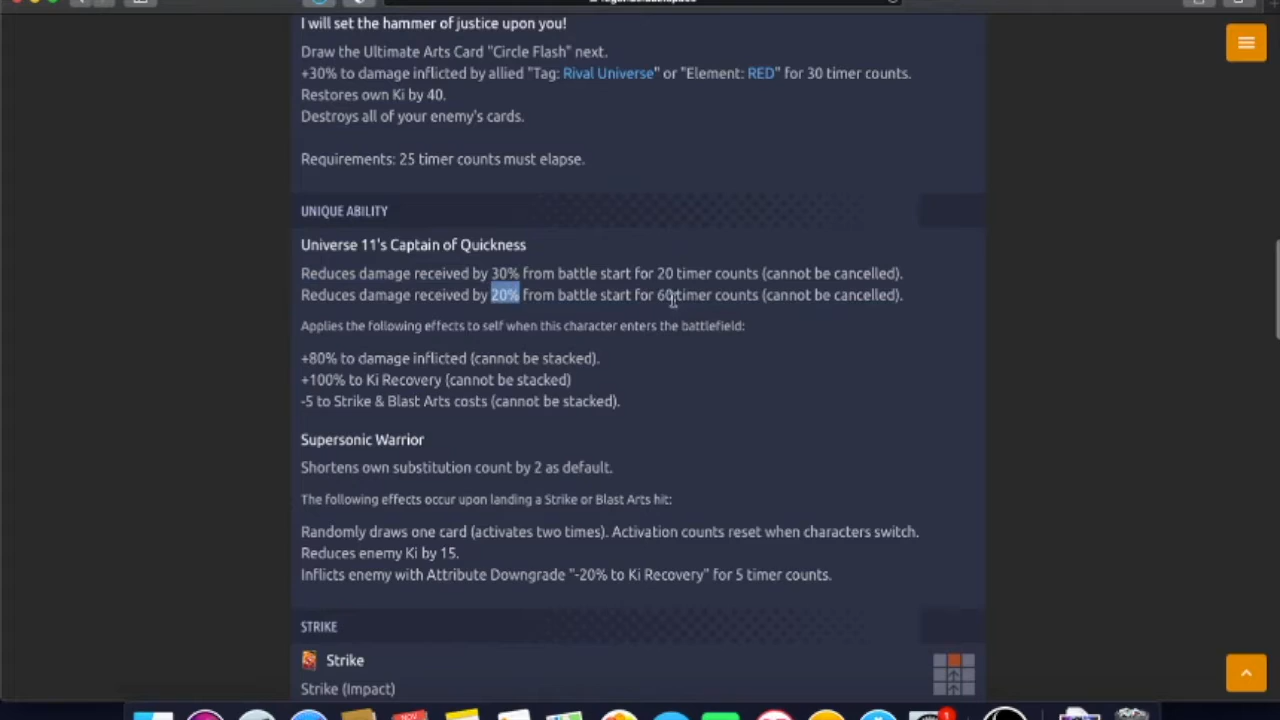 I will set the hammer of justice upon you!
Draw the Ultimate Arts Card "Circle Flash" next.
+30% to damage inflicted by allied "Tag: Rival Universe" or "Element: RED" for 30 timer counts.
Restores own Ki by 40.
Destroys all of your enemy's cards.
Requirements: 25 timer counts must elapse.
UNIQUE ABILITY
Universe 11's Captain of Quickness
Reduces damage received by 30% from battle start for 20 timer counts (cannot be cancelled).
Reduces damage received by 20% from battle start for 60 timer counts (cannot be cancelled).
Applies the following effects to self when this character enters the battlefield:
+80% to damage inflicted (cannot be stacked).
+100% to Ki Recovery (cannot be stacked)
-5 to Strike & Blast Arts costs (cannot be stacked).
Supersonic Warrior
Shortens own substitution count by 2 as default.
The following effects occur upon landing a Strike or Blast Arts hit:
Randomly draws one card (activates two times). Activation counts reset when characters switch.
Reduces enemy Ki by 15.
Inflicts enemy with Attribute Downgrade "-20% to Ki Recovery" for 5 timer counts.
STRIKE
Strike
Strike (Impact)
NOV
1